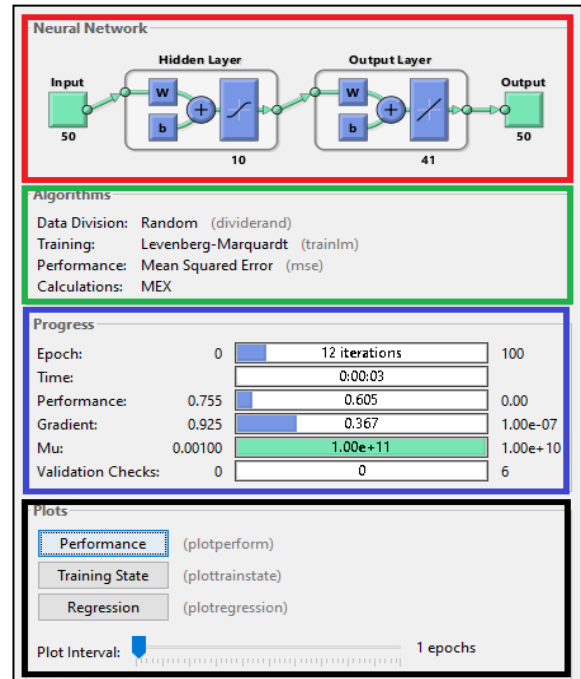 Neural Network
Hidden Layer Output Layer
Input Output
W W
b b
50 50
10 41
Algorithms
Data Division: Random (dividerand)
Training: Levenberg-Marquardt (trainlm)
Performance: Mean Squared Error (mse)
Calculations: MEX
Progress
Epoch: 0 12 iterations 100
Time: 0:00:03
Performance: 0.755 0.605 0.00
Gradient: 0.925 0.367 1.00e-07
Mu: 0.00100 1.00e+11 1.00e+10
Validation Checks: 0 0 6
Plots
Performance (plotperform)
Training State (plottrainstate)
Regression (plotregression)
Plot Interval: 1 epochs